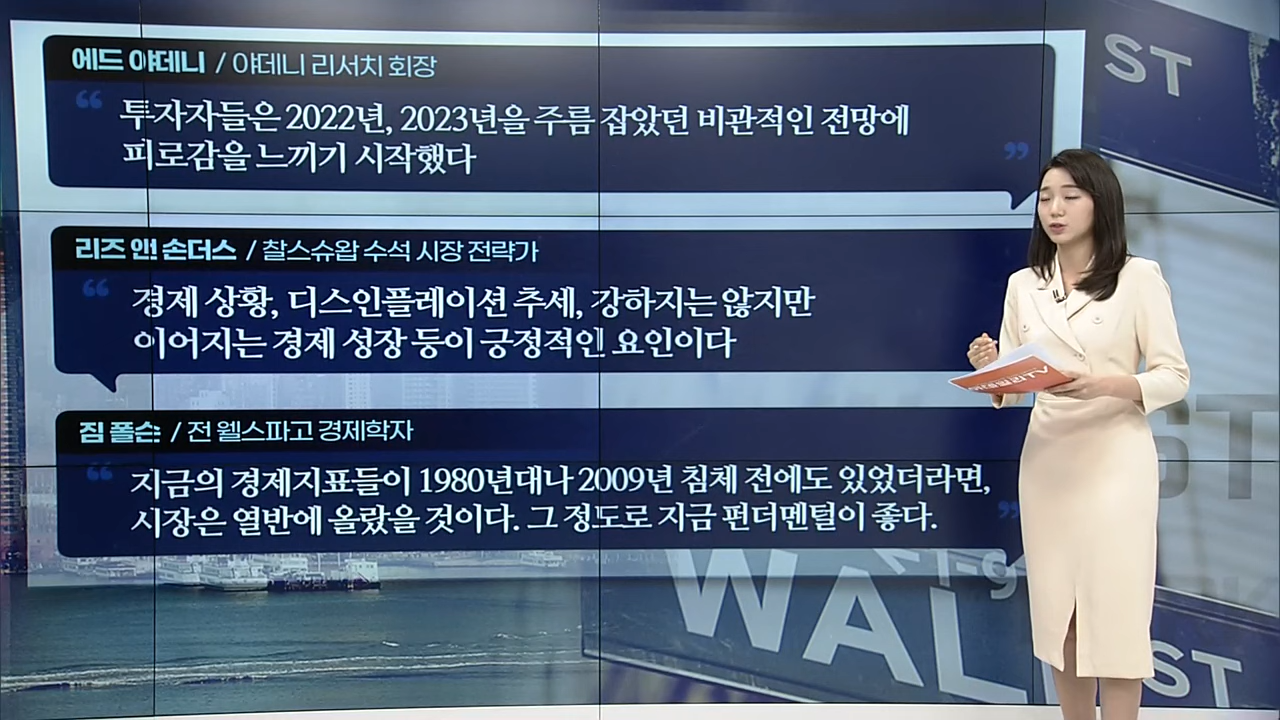 에드 야데니 / 야데니 리서치 회장
“ 투자자들은 2022년, 2023년을 주름 잡았던 비관적인 전망에
피로감을 느끼기 시작했다 ”
리즈 앤 손더스 / 찰스슈왑 수석 시장 전략가
“ 경제 상황, 디스인플레이션 추세, 강하지는 않지만
이어지는 경제 성장 등이 긍정적인 요인이다
짐 폴슨 / 전 웰스파고 경제학자
“ 지금의 경제지표들이 1980년대나 2009년 침체 전에도 있었더라면,
시장은 열반에 올랐을 것이다. 그 정도로 지금 펀더멘털이 좋다. ”
ST
ST
WALL
ST
이데일리TV